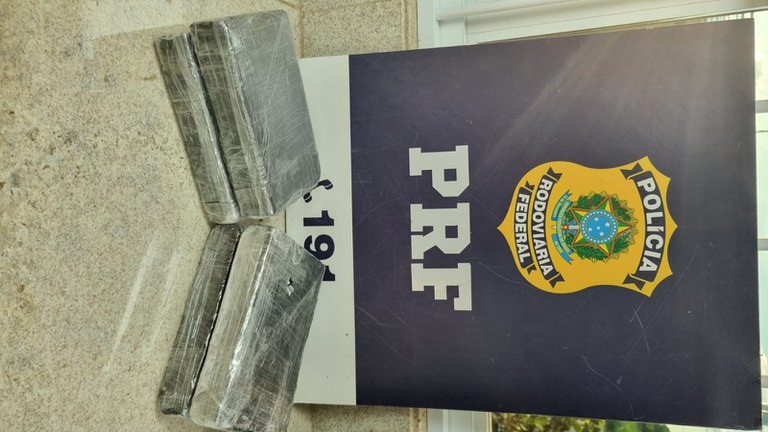 POLÍCIA
RODOVIÁRIA
FEDERAL
PRF
191